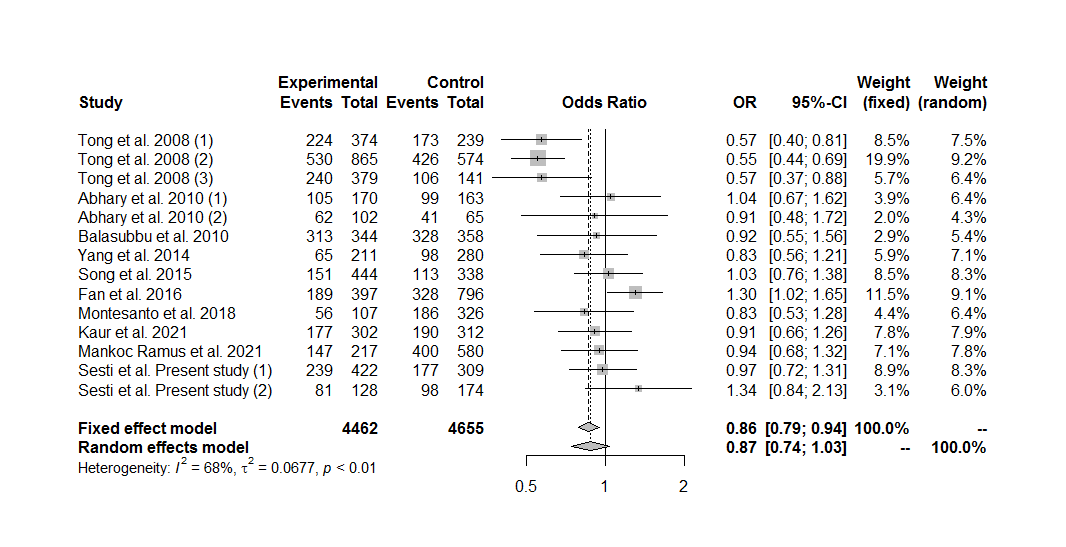 Experimental Control Weight Weight
Study Events Total Events Total Odds Ratio OR 95%-CI (fixed) (random)
Tong et al. 2008 (1) 224 374 173 239 0.57 [0.40; 0.81] 8.5% 7.5%
Tong et al. 2008 (2) 530 865 426 574 0.55 [0.44; 0.69] 19.9% 9.2%
Tong et al. 2008 (3) 240 379 106 141 0.57 [0.37; 0.88] 5.7% 6.4%
Abhary et al. 2010 (1) 105 170 99 163 1.04 [0.67; 1.62] 3.9% 6.4%
Abhary et al. 2010 (2) 62 102 41 65 0.91 [0.48; 1.72] 2.0% 4.3%
Balasubbu et al. 2010 313 344 328 358 0.92 [0.55; 1.56] 2.9% 5.4%
Yang et al. 2014 65 211 98 280 0.83 [0.56; 1.21] 5.9% 7.1%
Song et al. 2015 151 444 113 338 1.03 [0.76; 1.38] 8.5% 8.3%
Fan et al. 2016 189 397 328 796 1.30 [1.02; 1.65] 11.5% 9.1%
Montesanto et al. 2018 56 107 186 326 0.83 [0.53; 1.28] 4.4% 6.4%
Kaur et al. 2021 177 302 190 312 0.91 [0.66; 1.26] 7.8% 7.9%
Mankoc Ramus et al. 2021 147 217 400 580 0.94 [0.68; 1.32] 7.1% 7.8%
Sesti et al. Present study (1) 239 422 177 309 0.97 [0.72; 1.31] 8.9% 8.3%
Sesti et al. Present study (2) 81 128 98 174 1.34 [0.84; 2.13] 3.1% 6.0%
Fixed effect model 4462 4655 0.86 [0.79; 0.94] 100.0% --
Random effects model 0.87 [0.74; 1.03] -- 100.0%
Heterogeneity: I² = 68%, τ² = 0.0677, p < 0.01
0.5 1 2